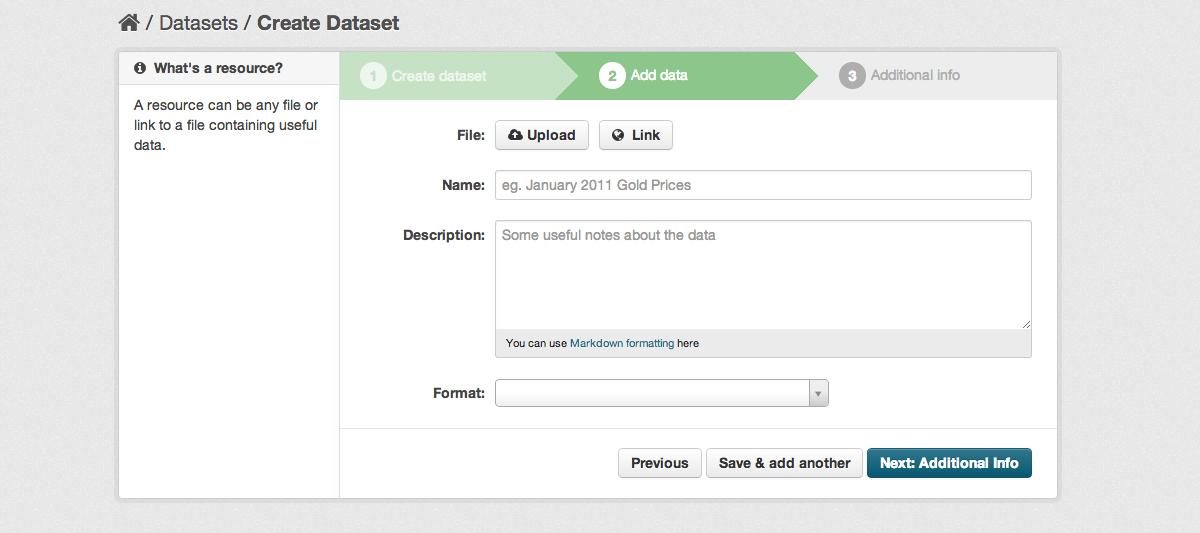 / Datasets / Create Dataset
What's a resource?
A resource can be any file or
link to a file containing useful
data.
1 Create dataset
2 Add data
3 Additional info
File: Upload Link
Name: eg. January 2011 Gold Prices
Description: Some useful notes about the data
You can use Markdown formatting here
Format:
Previous Save & add another Next: Additional Info